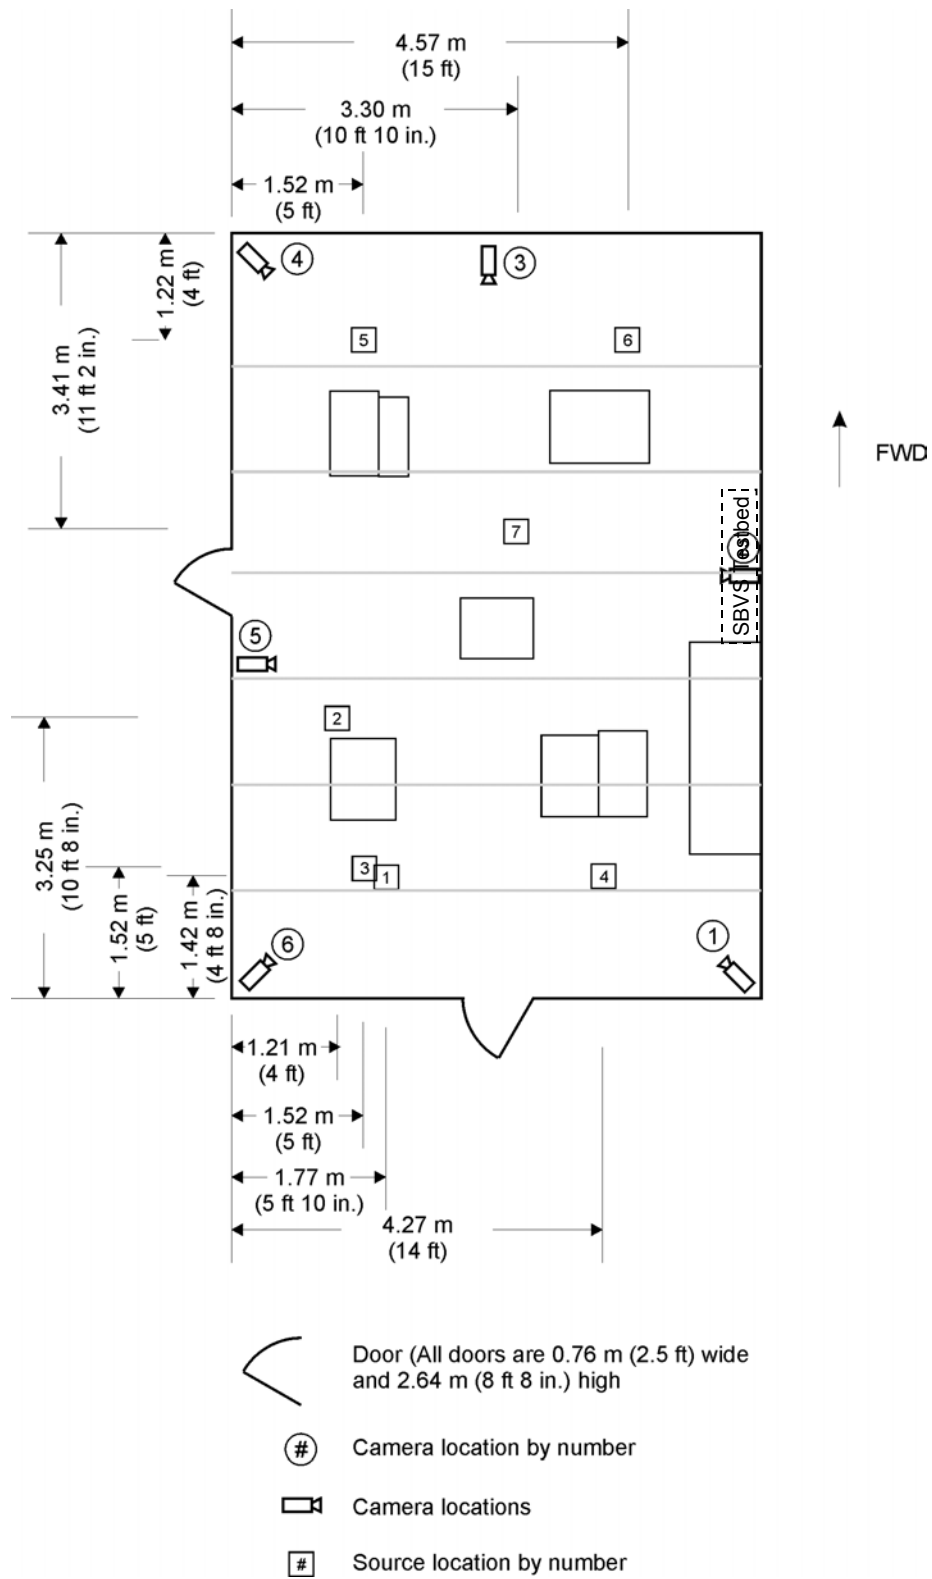 4.57 m
(15 ft)
3.30 m
(10 ft 10 in.)
1.52 m
(5 ft)
4
3
1.22 m
(4 ft)
5
6
3.41 m
(11 ft 2 in.)
FWD
7
SBVS Testbed
5
2
3.25 m
(10 ft 8 in.)
3
1
4
1.52 m
(5 ft)
1.42 m
(4 ft 8 in.)
6
1
1.21 m
(4 ft)
1.52 m
(5 ft)
1.77 m
(5 ft 10 in.)
4.27 m
(14 ft)
Door (All doors are 0.76 m (2.5 ft) wide
and 2.64 m (8 ft 8 in.) high
# Camera location by number
Camera locations
# Source location by number